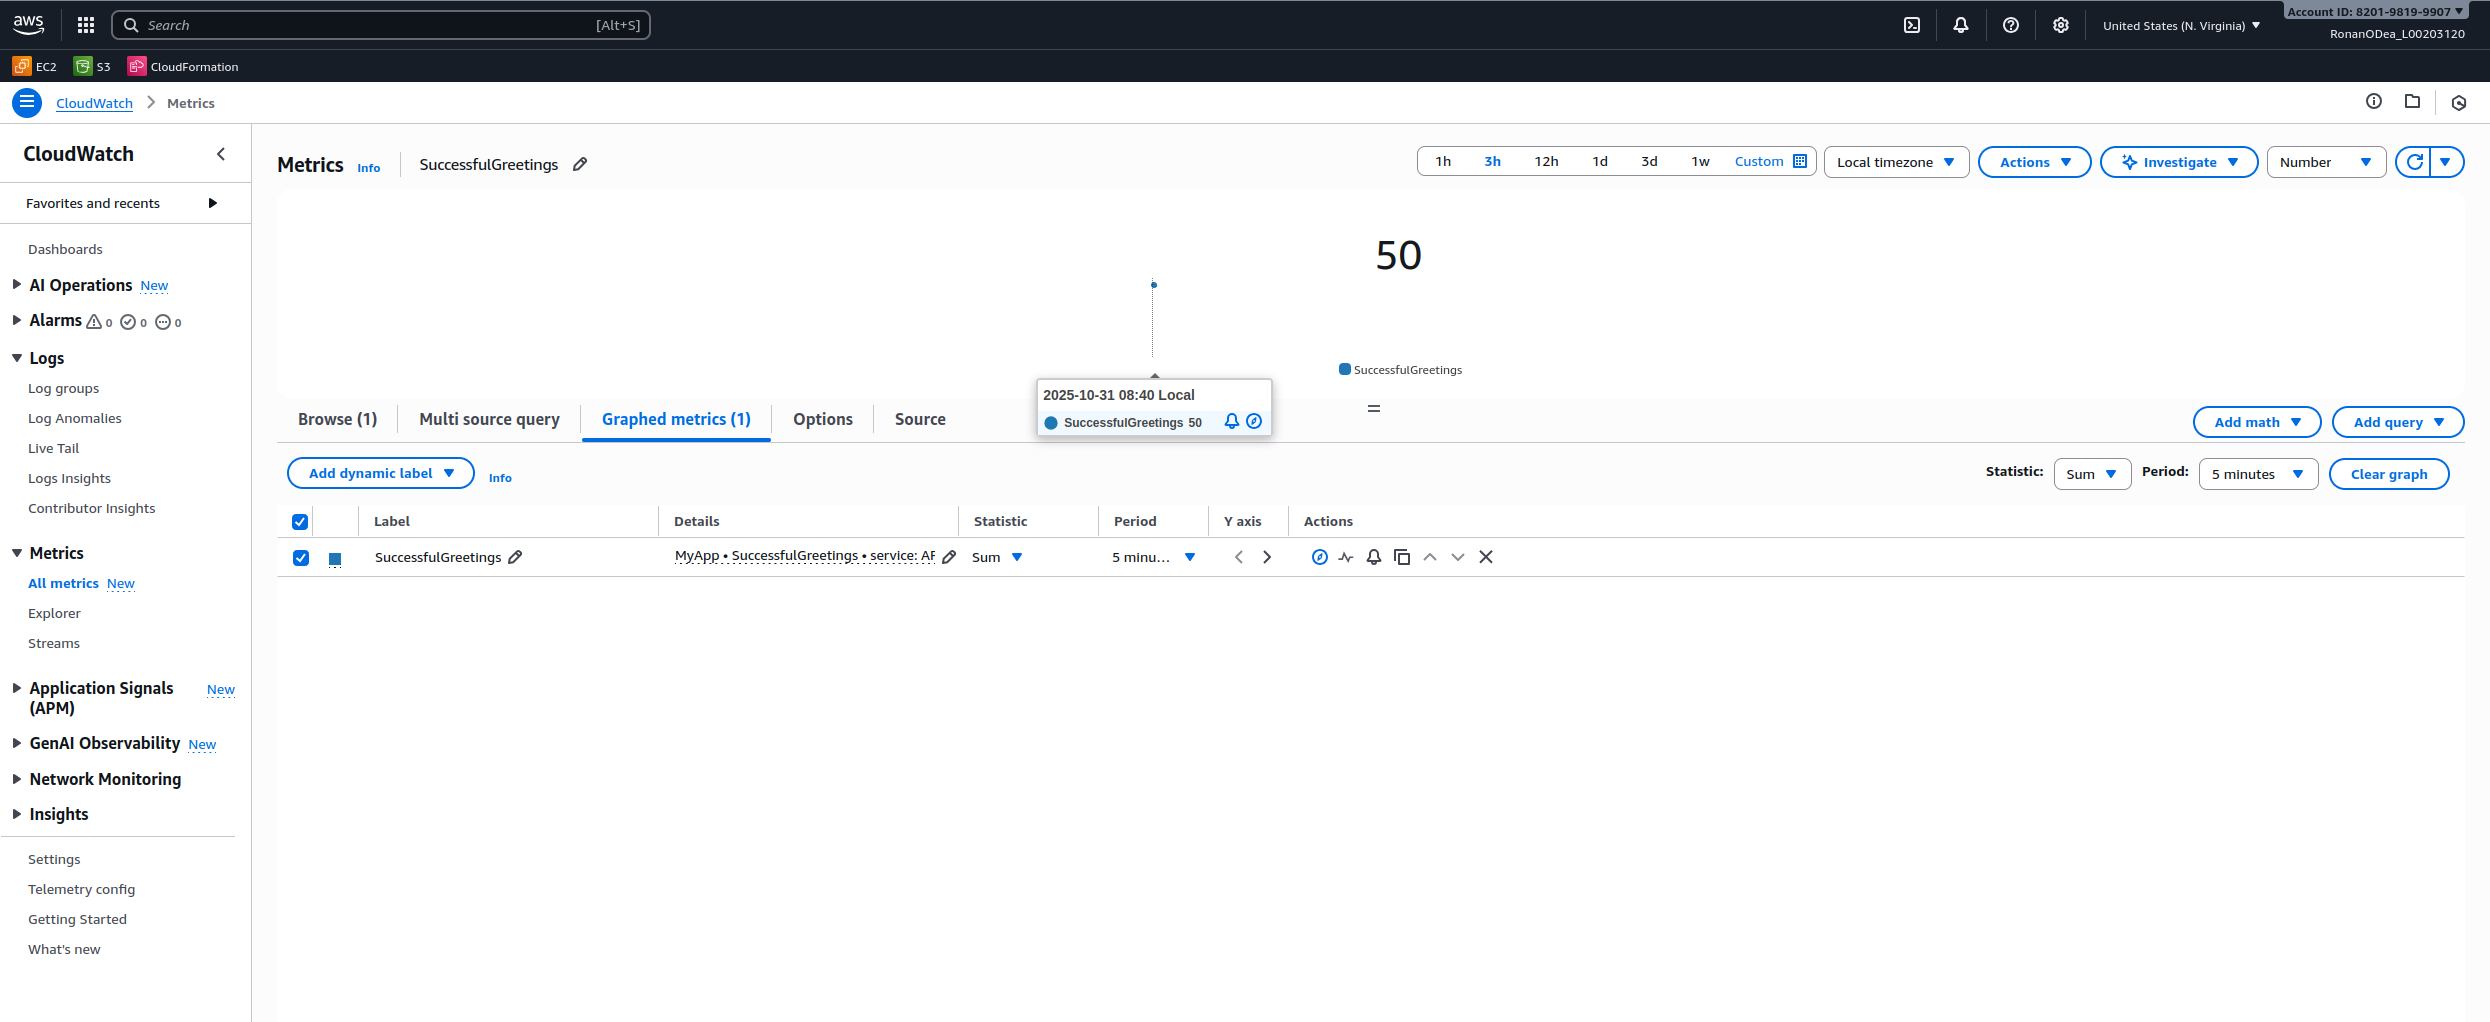 aws
Search [Alt+S]
United States (N. Virginia)
Account ID: 8201-9819-9907
RonanODea_L00203120
EC2 S3 CloudFormation
CloudWatch Metrics
CloudWatch
Favorites and recents
Dashboards
AI Operations New
Alarms 0 0 0
Logs
Log groups
Log Anomalies
Live Tail
Logs Insights
Contributor Insights
Metrics
All metrics New
Explorer
Streams
Application Signals (APM) New
GenAI Observability New
Network Monitoring
Insights
Settings
Telemetry config
Getting Started
What's new
Metrics Info SuccessfulGreetings
1h 3h 12h 1d 3d 1w Custom Local timezone Actions Investigate Number
50
SuccessfulGreetings
2025-10-31 08:40 Local
SuccessfulGreetings 50
Browse (1) Multi source query Graphed metrics (1) Options Source
Add math Add query
Add dynamic label Info
Statistic: Sum Period: 5 minutes Clear graph
Label Details Statistic Period Y axis Actions
SuccessfulGreetings MyApp • SuccessfulGreetings • service: AF Sum 5 minu...